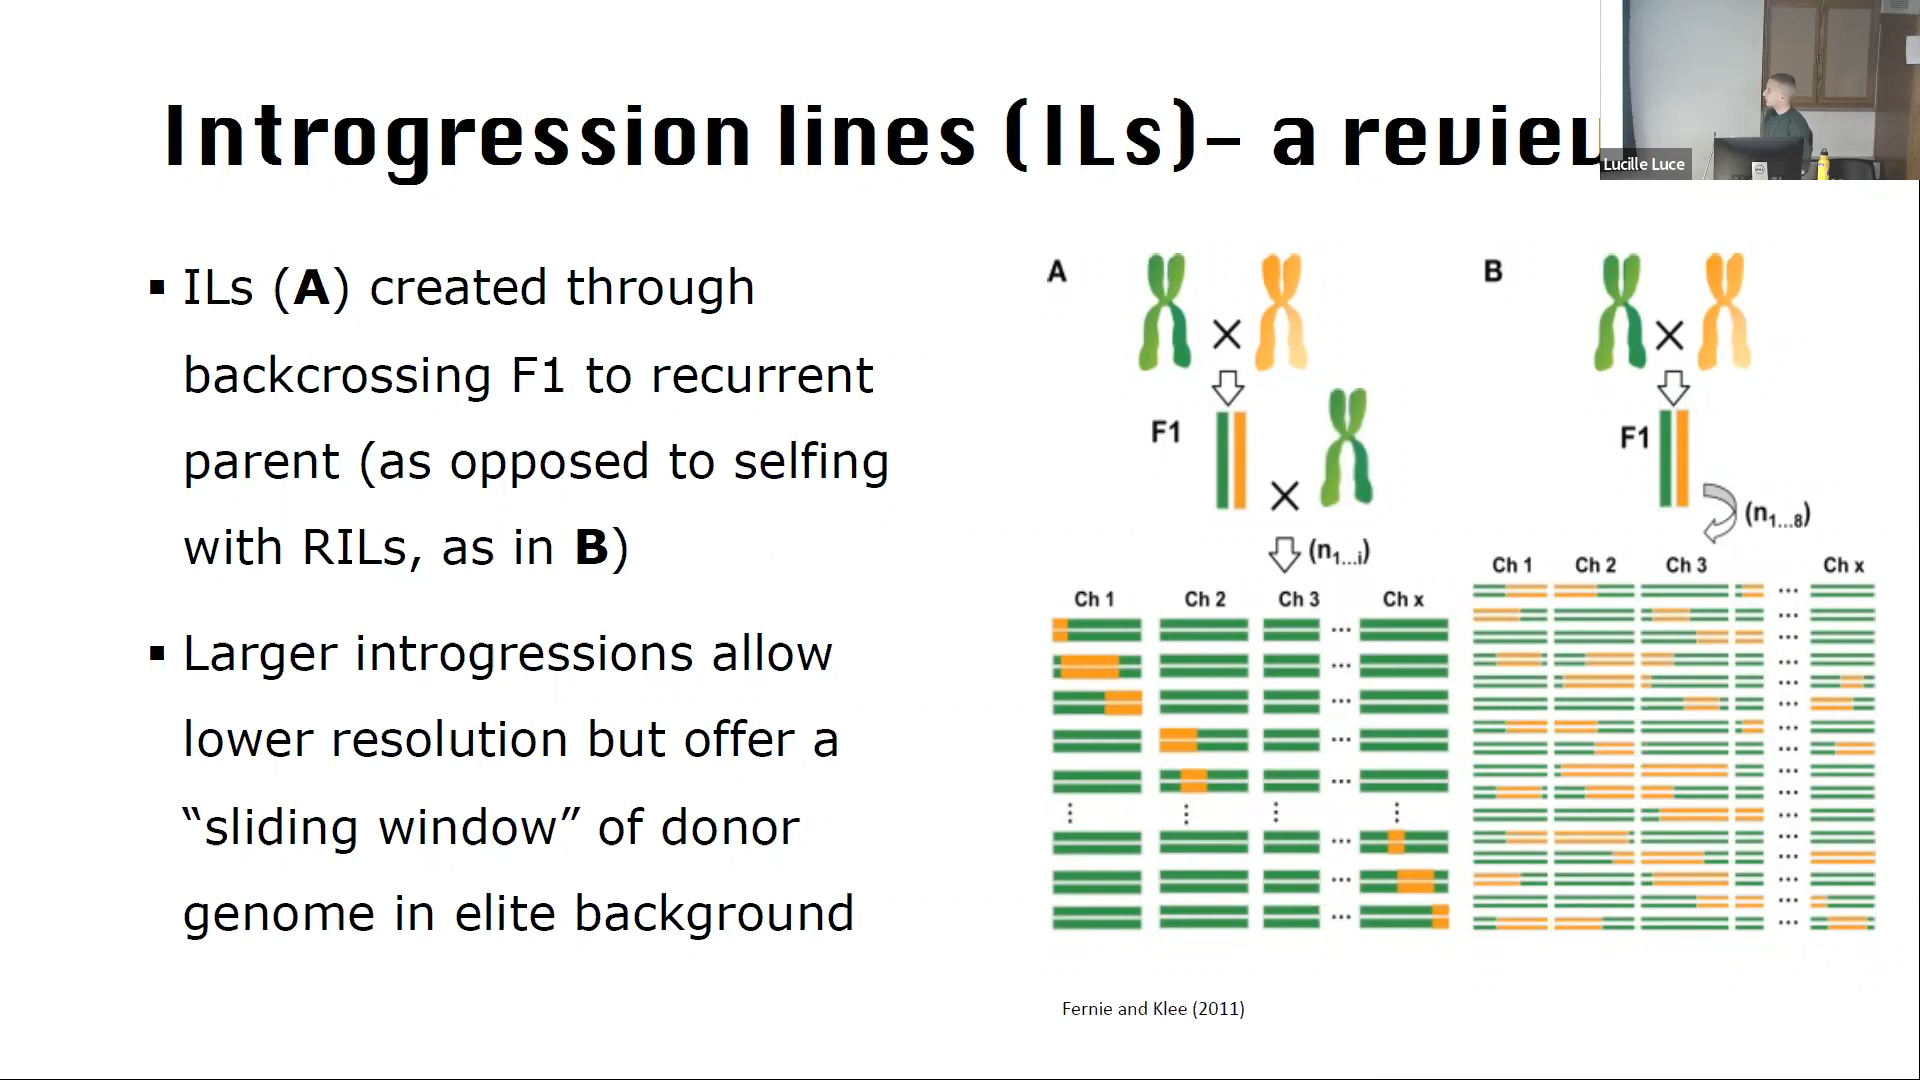 Introgression lines (ILs)– a review
Lucille Luce
▪ ILs (A) created through
backcrossing F1 to recurrent
parent (as opposed to selfing
with RILs, as in B)
▪ Larger introgressions allow
lower resolution but offer a
“sliding window” of donor
genome in elite background
A
F1
(n1...i)
Ch 1 Ch 2 Ch 3 Ch x
B
F1
(n1...8)
Ch 1 Ch 2 Ch 3 Ch x
Fernie and Klee (2011)